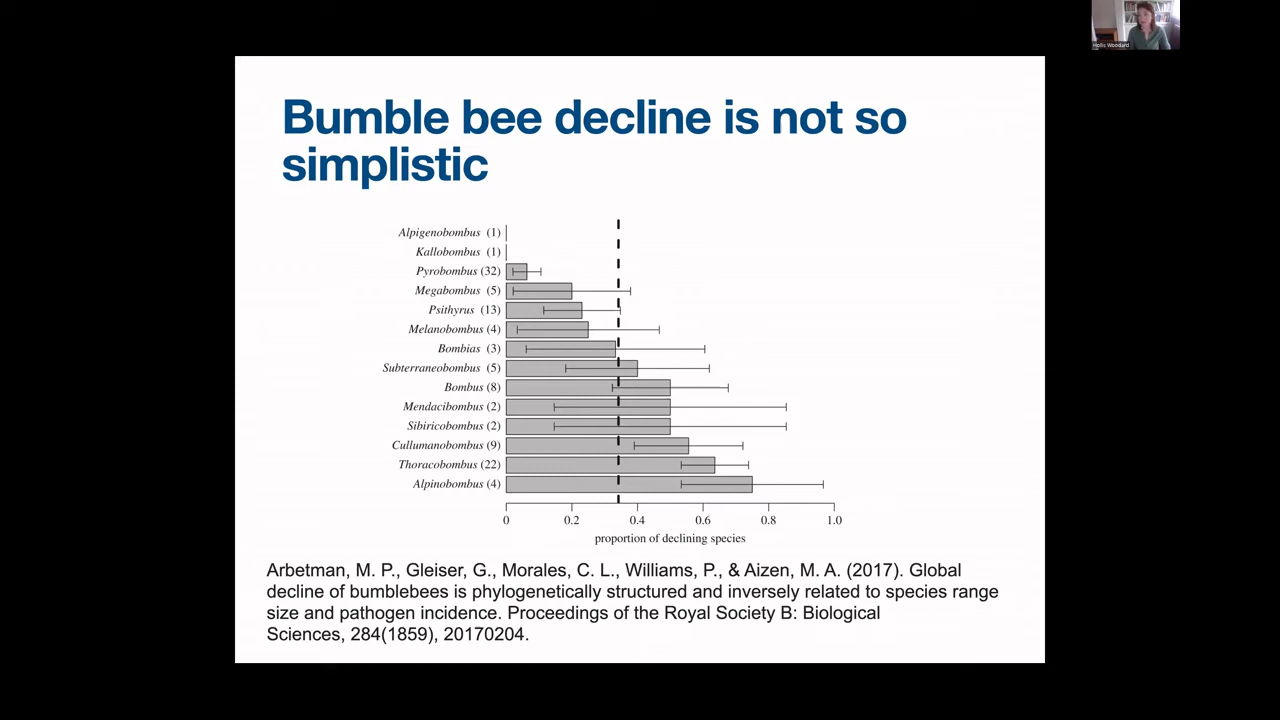 Hollis Woodard
Bumble bee decline is not so
simplistic
Alpigenobombus (1)
Kallobombus (1)
Pyrobombus (32)
Megabombus (5)
Psithyrus (13)
Melanobombus (4)
Bombias (3)
Subterraneobombus (5)
Bombus (8)
Mendacibombus (2)
Sibiricobombus (2)
Cullumanobombus (9)
Thoracobombus (22)
Alpinobombus (4)
0 0.2 0.4 0.6 0.8 1.0
proportion of declining species
Arbetman, M. P., Gleiser, G., Morales, C. L., Williams, P., & Aizen, M. A. (2017). Global
decline of bumblebees is phylogenetically structured and inversely related to species range
size and pathogen incidence. Proceedings of the Royal Society B: Biological
Sciences, 284(1859), 20170204.